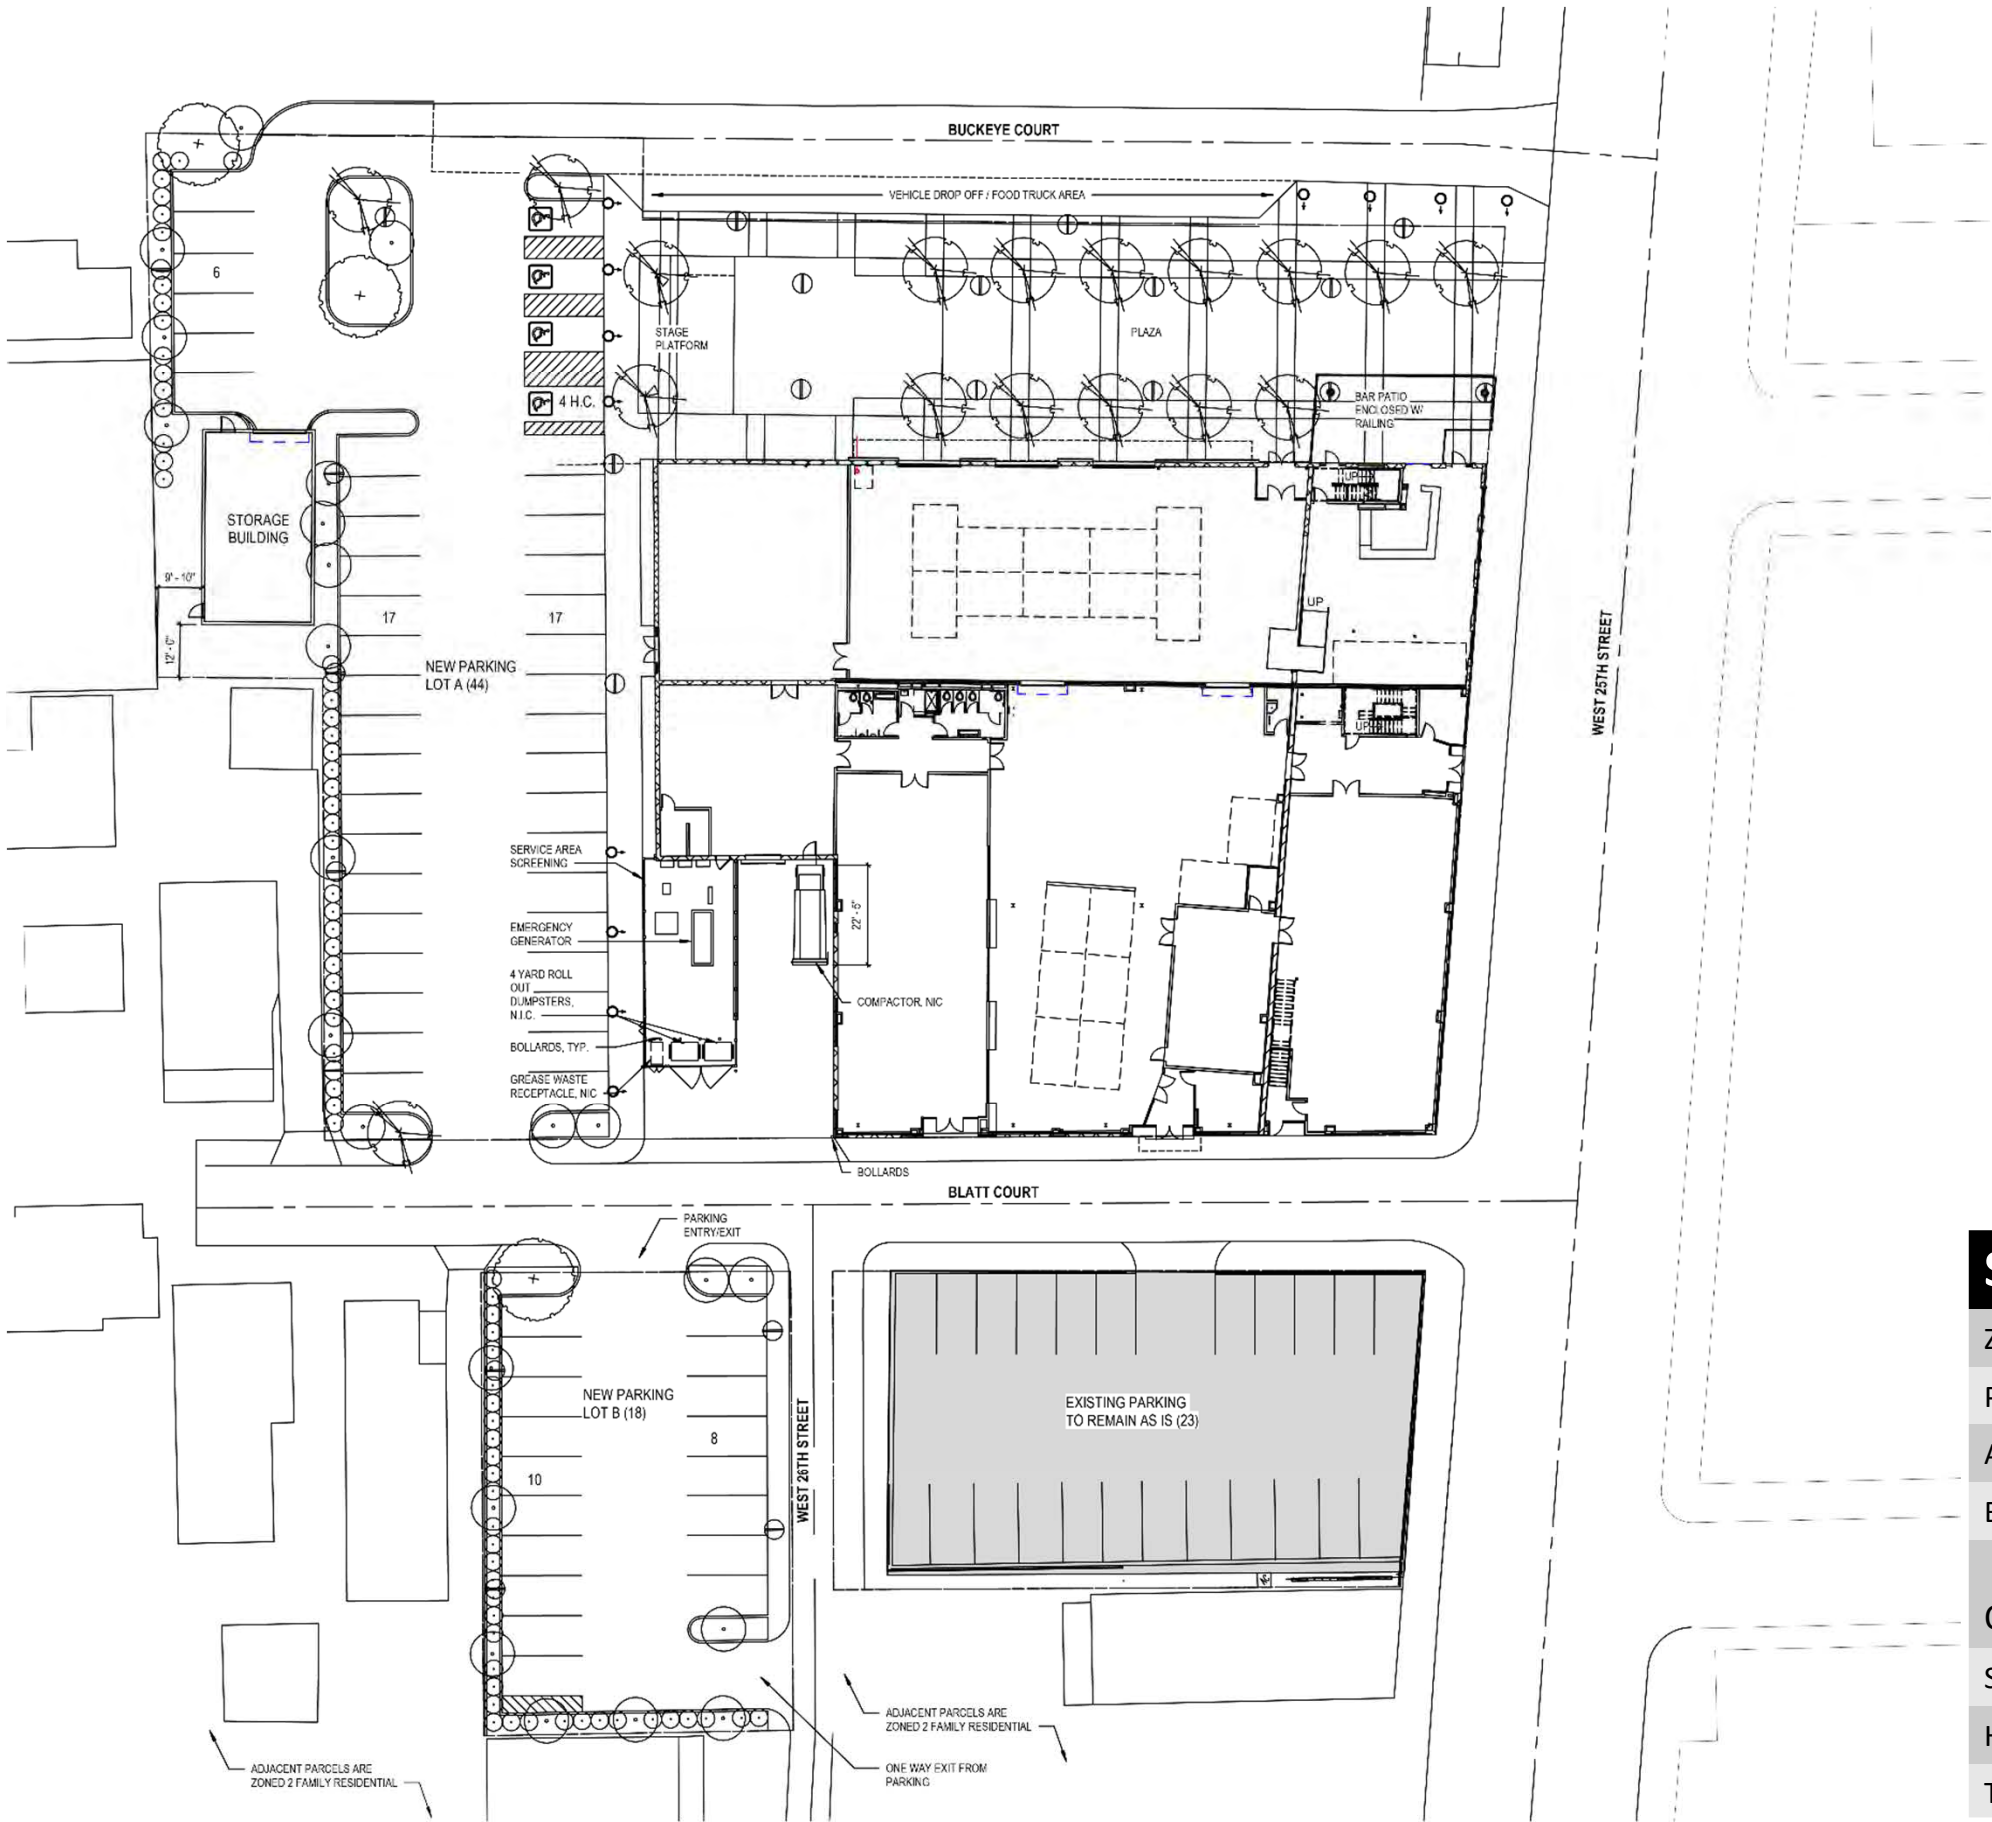 BUCKEYE COURT
VEHICLE DROP OFF / FOOD TRUCK AREA
6
STAGE
PLATFORM
PLAZA
4 H.C.
BAR PATIO
ENCLOSED W/
RAILING
UP
STORAGE
BUILDING
9' - 10"
12' - 0"
17
17
UP
NEW PARKING
LOT A (44)
WEST 25TH STREET
UP
SERVICE AREA
SCREENING
22' - 5"
EMERGENCY
GENERATOR
4 YARD ROLL
OUT
DUMPSTERS,
N.I.C.
COMPACTOR, NIC
BOLLARDS, TYP.
GREASE WASTE
RECEPTACLE, NIC
BOLLARDS
BLATT COURT
PARKING
ENTRY/EXIT
NEW PARKING
LOT B (18)
8
10
WEST 26TH STREET
EXISTING PARKING
TO REMAIN AS IS (23)
ADJACENT PARCELS ARE
ZONED 2 FAMILY RESIDENTIAL
ONE WAY EXIT FROM
PARKING
ADJACENT PARCELS ARE
ZONED 2 FAMILY RESIDENTIAL